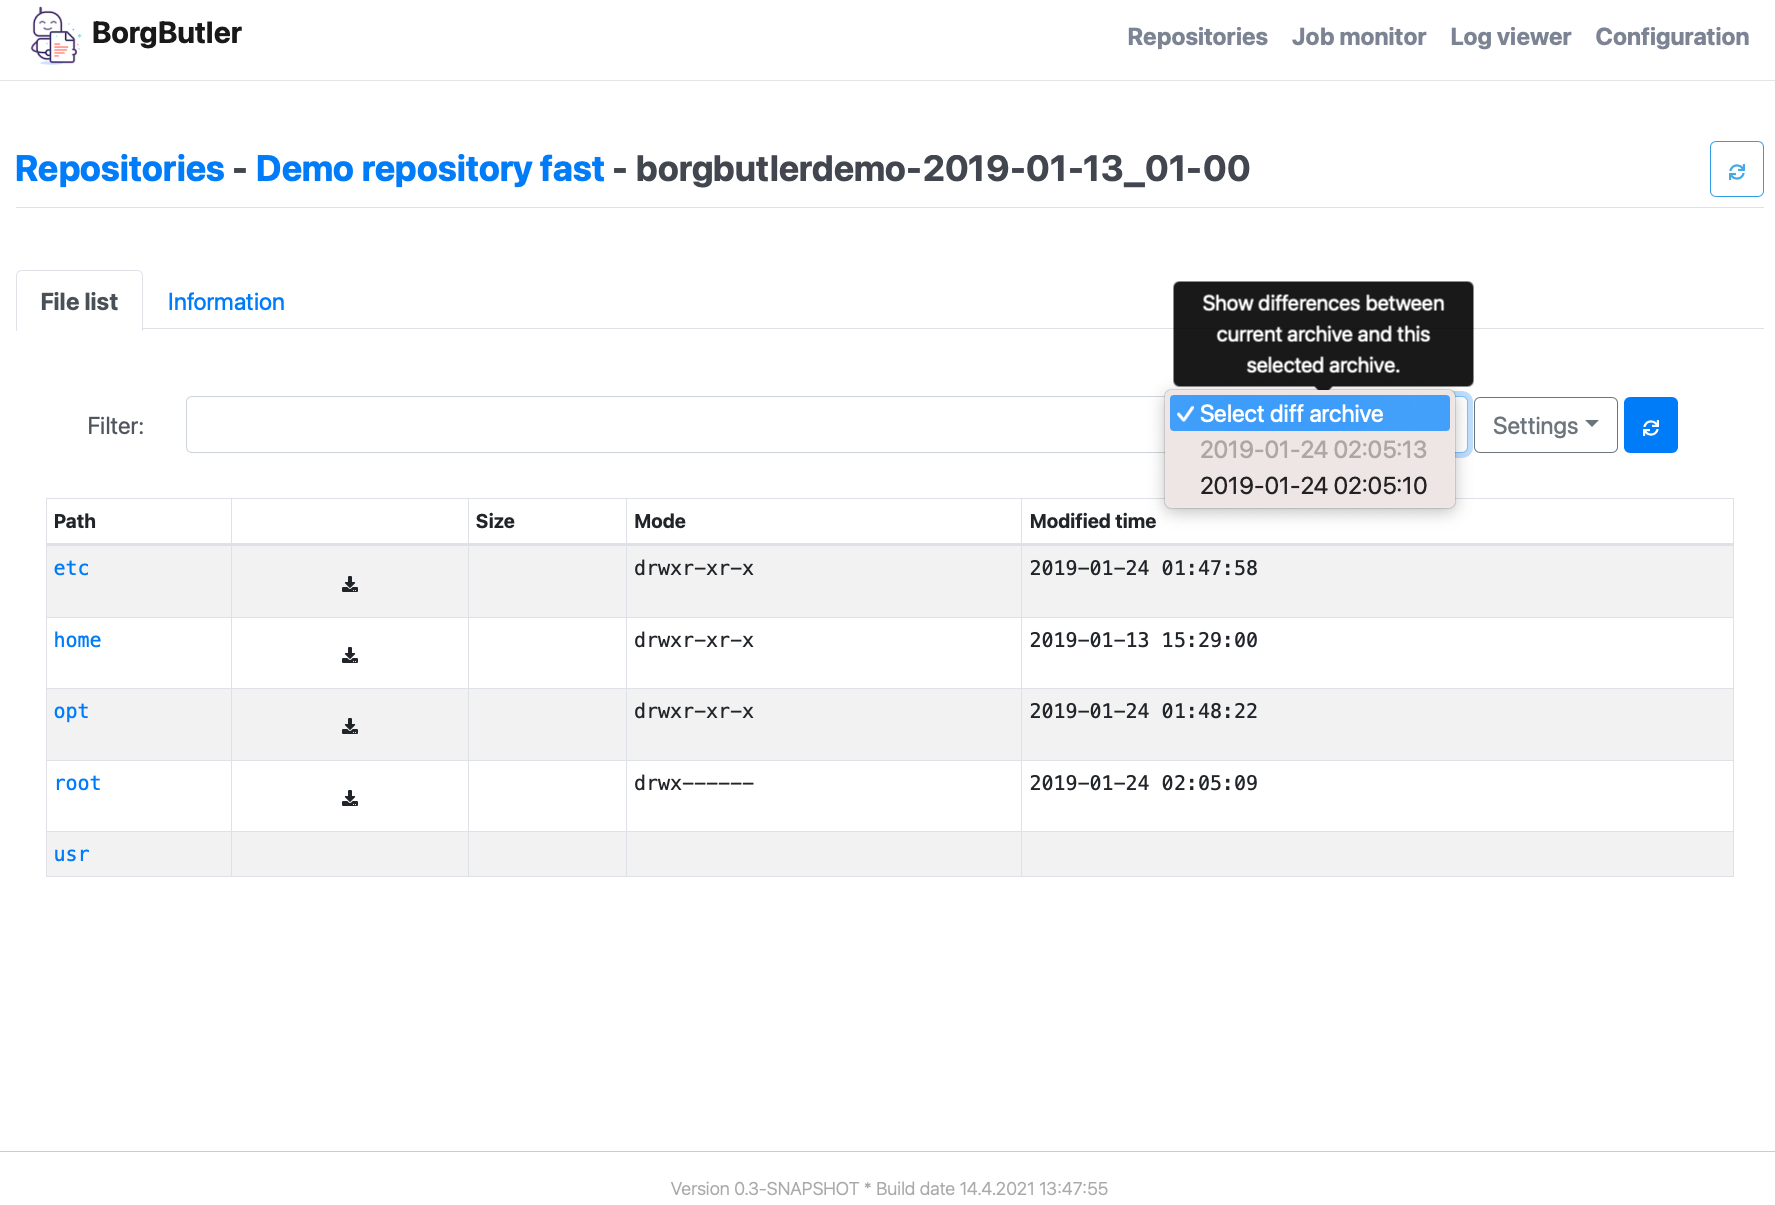 BorgButler
Repositories Job monitor Log viewer Configuration
Repositories - Demo repository fast - borgbutlerdemo-2019-01-13_01-00
File list Information
Show differences between
current archive and this
selected archive.
Filter:
✓ Select diff archive
2019-01-24 02:05:13
2019-01-24 02:05:10
Settings
Path Size Mode Modified time
etc drwxr-xr-x 2019-01-24 01:47:58
home drwxr-xr-x 2019-01-13 15:29:00
opt drwxr-xr-x 2019-01-24 01:48:22
root drwx------ 2019-01-24 02:05:09
usr
Version 0.3-SNAPSHOT * Build date 14.4.2021 13:47:55